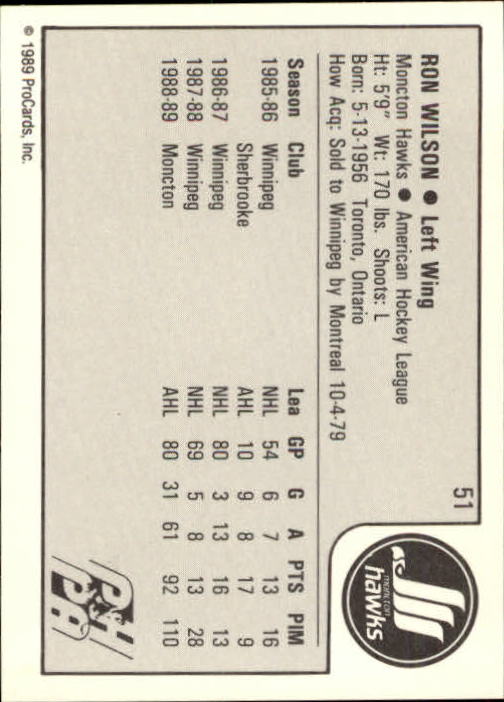 51
RON WILSON ● Left Wing
Moncton Hawks ● American Hockey League
Ht: 5'9" Wt: 170 lbs. Shoots: L
Born: 5-13-1956 Toronto, Ontario
How Acq: Sold to Winnipeg by Montreal 10-4-79
moncton
hawks
Season Club Lea GP G A PTS PIM
1985-86 Winnipeg NHL 54 6 7 13 16
Sherbrooke AHL 10 9 8 17 9
1986-87 Winnipeg NHL 80 3 13 16 13
1987-88 Winnipeg NHL 69 5 8 13 28
1988-89 Moncton AHL 80 31 61 92 110
© 1989 ProCards, Inc.